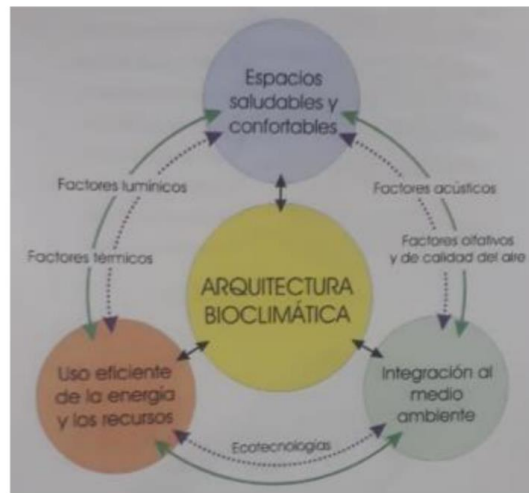 Espacios
saludables y
confortables
Factores lumínicos
Factores acústicos
Factores térmicos
Factores olfativos
y de calidad del aire
ARQUITECTURA
BIOCLIMÁTICA
Uso eficiente
de la energía
y los recursos
Integración al
medio
ambiente
Ecotecnologías